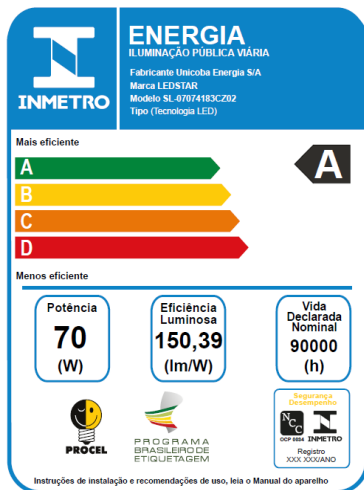 INMETRO
ENERGIA
ILUMINAÇÃO PÚBLICA VIÁRIA
Fabricante Unicoba Energia S/A
Marca LEDSTAR
Modelo SL-07074183CZ02
Tipo (Tecnologia LED)
Mais eficiente
A
A
B
C
D
Menos eficiente
Potência
70
(W)
Eficiência
Luminosa
150,39
(lm/W)
Vida
Declarada
Nominal
90000
(h)
PROCEL
PROGRAMA
BRASILEIRO DE
ETIQUETAGEM
Segurança
Desempenho
NCC
OCP 0034 INMETRO
Registro
XXX XXX/ANO
Instruções de instalação e recomendações de uso, leia o Manual do aparelho